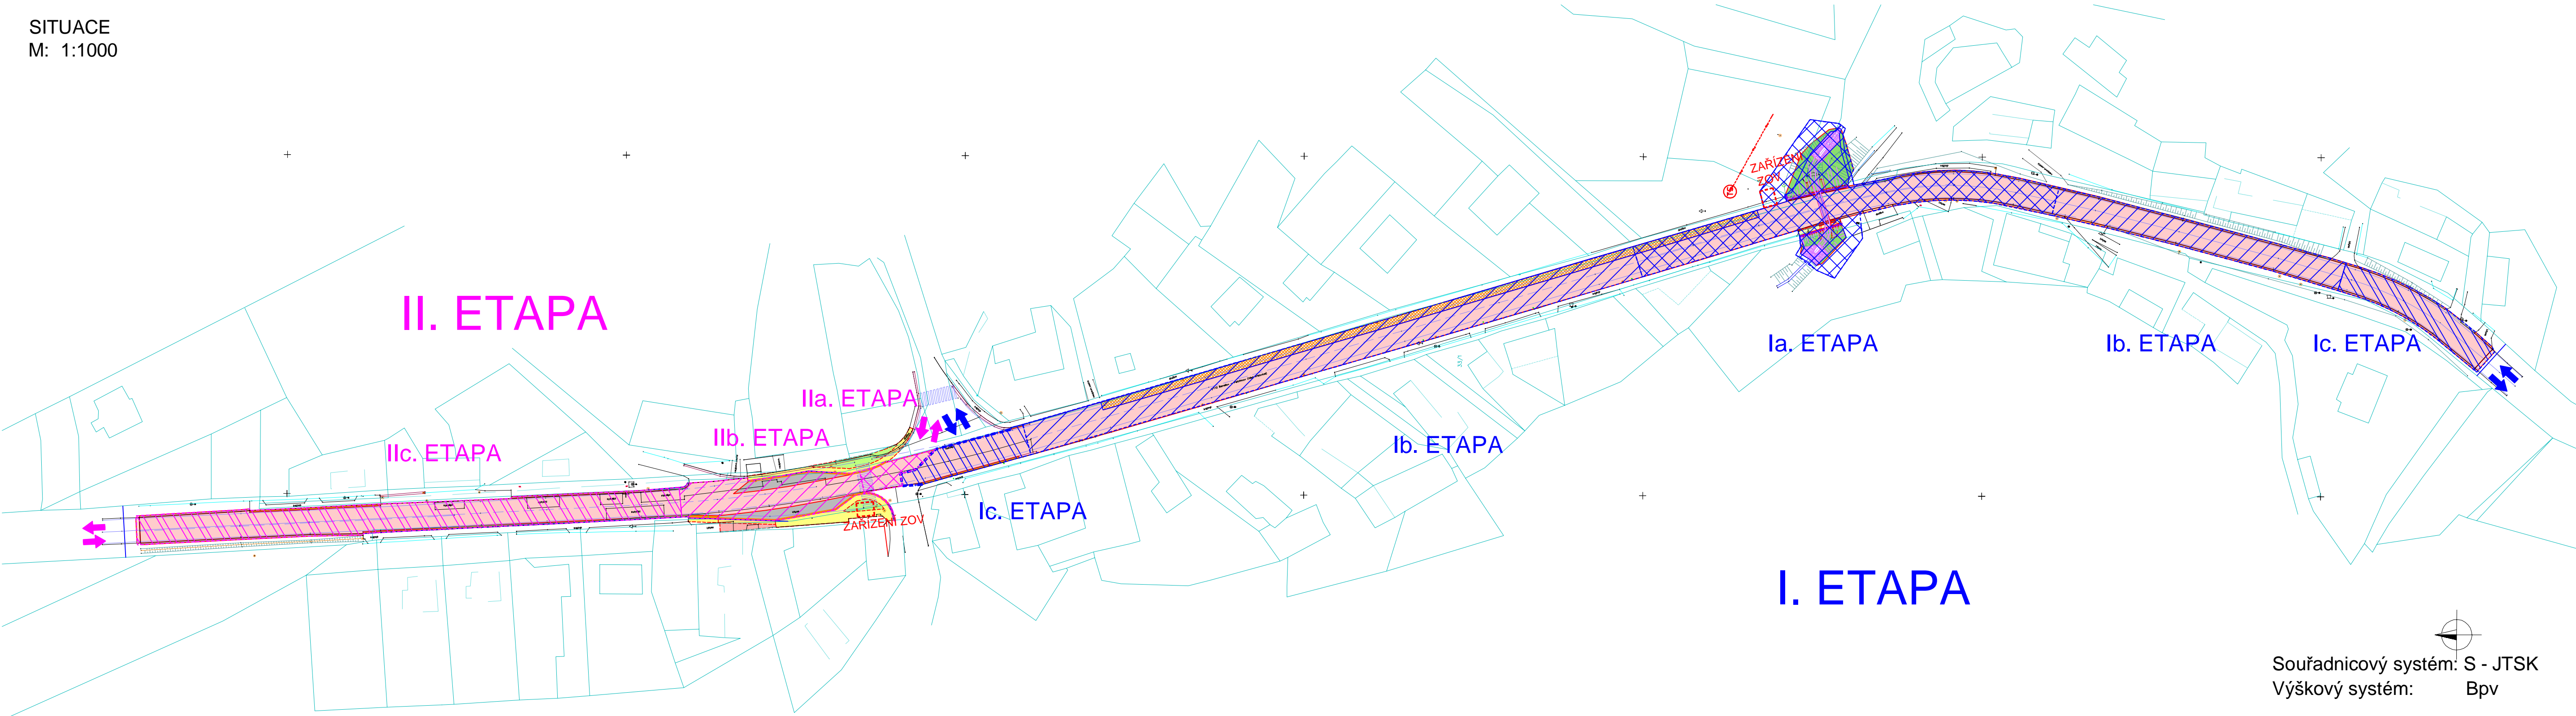 SITUACE
M: 1:1000
ZAŘÍZENÍ
ZOV
II. ETAPA
Ia. ETAPA
Ib. ETAPA
Ic. ETAPA
IIa. ETAPA
IIb. ETAPA
IIc. ETAPA
Ib. ETAPA
Ic. ETAPA
ZAŘÍZENÍ ZOV
I. ETAPA
Souřadnicový systém: S - JTSK
Výškový systém: Bpv